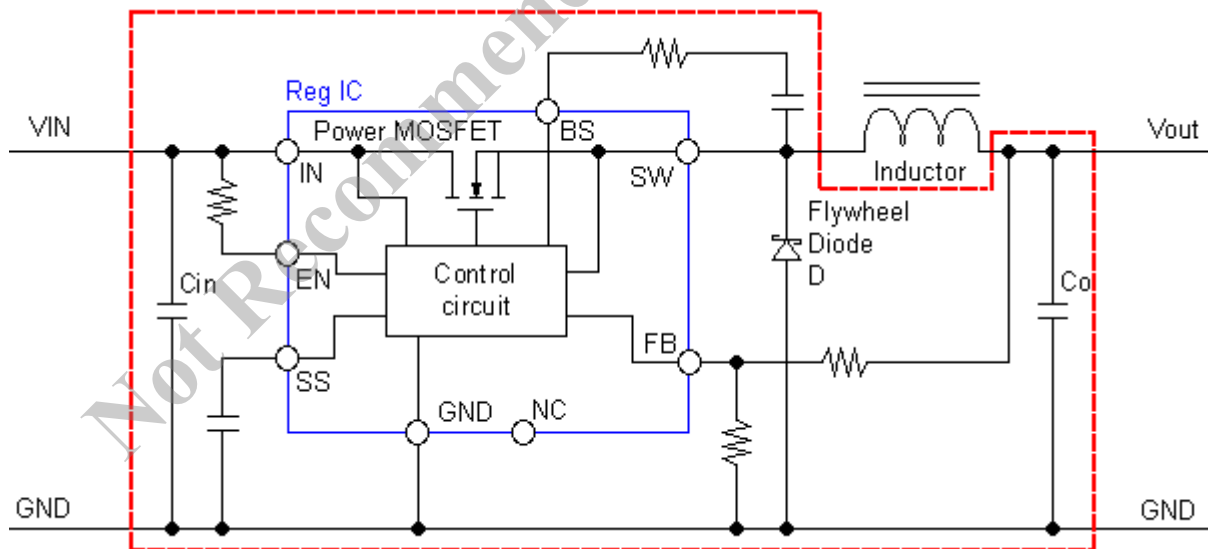 Not Recommen
Reg IC
VIN
Power MOSFET
BS
Vout
IN
SW
Inductor
Flywheel
Diode
D
EN
Control
circuit
Cin
Co
FB
SS
GND
NC
GND
GND